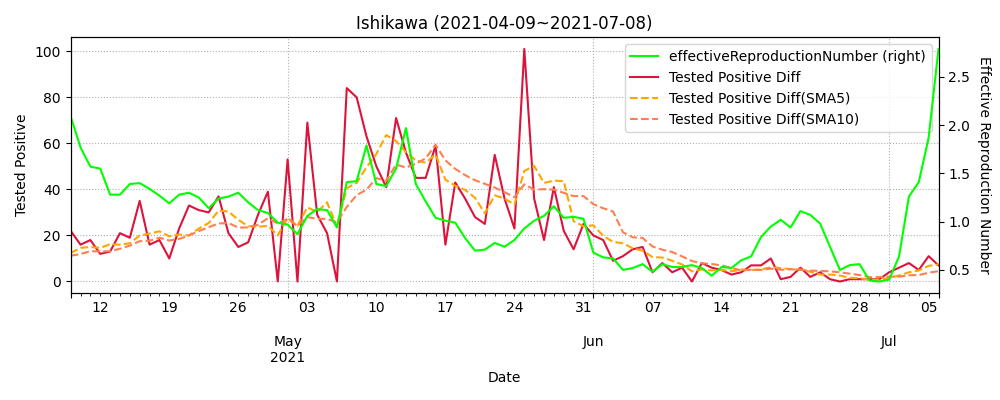 Ishikawa (2021-04-09~2021-07-08)
effectiveReproductionNumber (right)
Tested Positive Diff
Tested Positive Diff(SMA5)
Tested Positive Diff(SMA10)
Tested Positive
100
80
60
40
20
0
Effective Reproduction Number
2.5
2.0
1.5
1.0
0.5
12 19 26 03 10 17 24 31 07 14 21 28 05
May Jun Jul
2021
Date